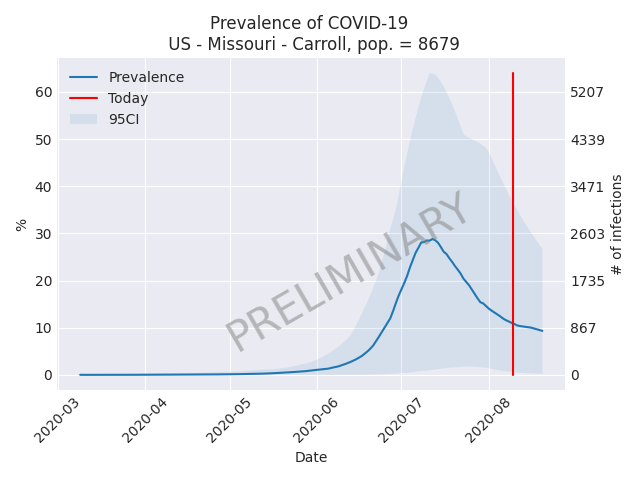 Prevalence of COVID-19
US - Missouri - Carroll, pop. = 8679
Prevalence
Today
95CI
60
50
40
30
20
10
0
%
5207
4339
3471
2603
1735
867
0
# of infections
PRELIMINARY
2020-03
2020-04
2020-05
2020-06
2020-07
2020-08
Date